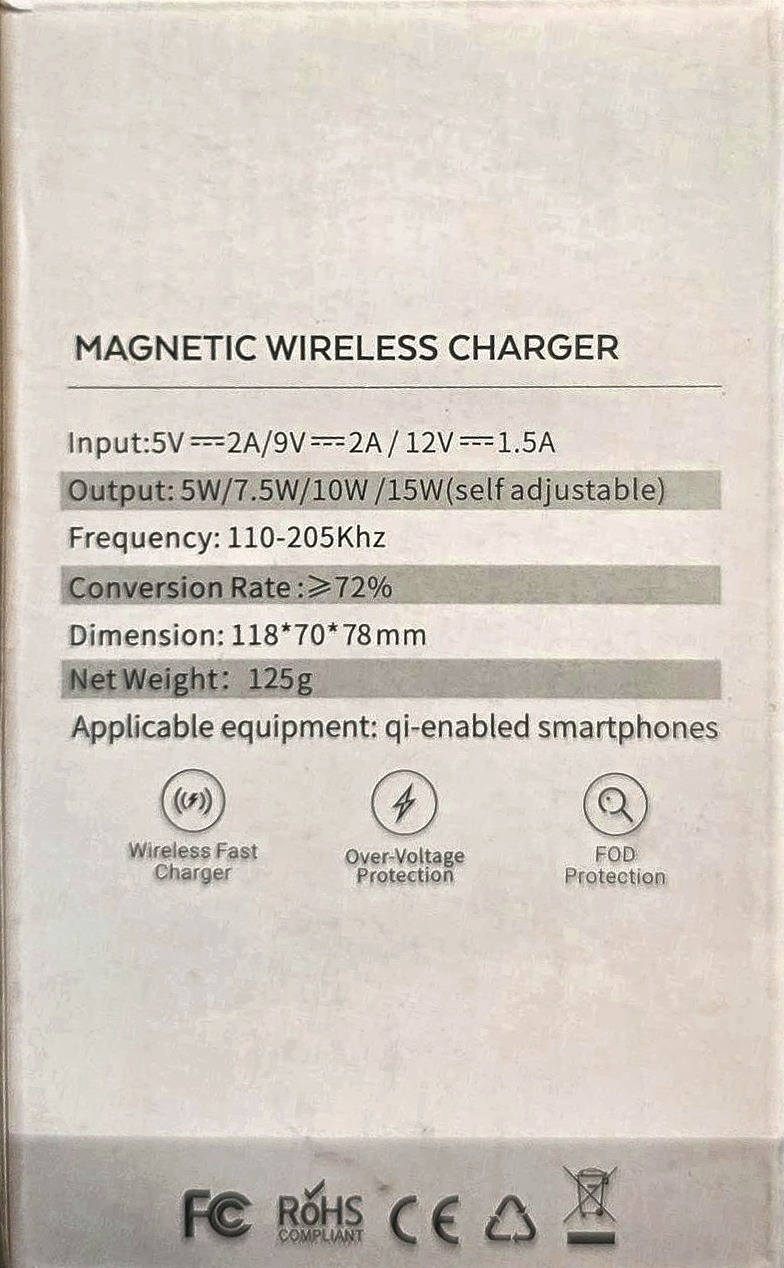 MAGNETIC WIRELESS CHARGER
Input:5V⎓2A/9V⎓2A / 12V⎓1.5A
Output: 5W/7.5W/10W /15W(self adjustable)
Frequency: 110-205Khz
Conversion Rate :⩾72%
Dimension: 118*70*78mm
Net Weight: 125g
Applicable equipment: qi-enabled smartphones
Wireless Fast
Charger
Over-Voltage
Protection
FOD
Protection
FC RoHS CE
COMPLIANT